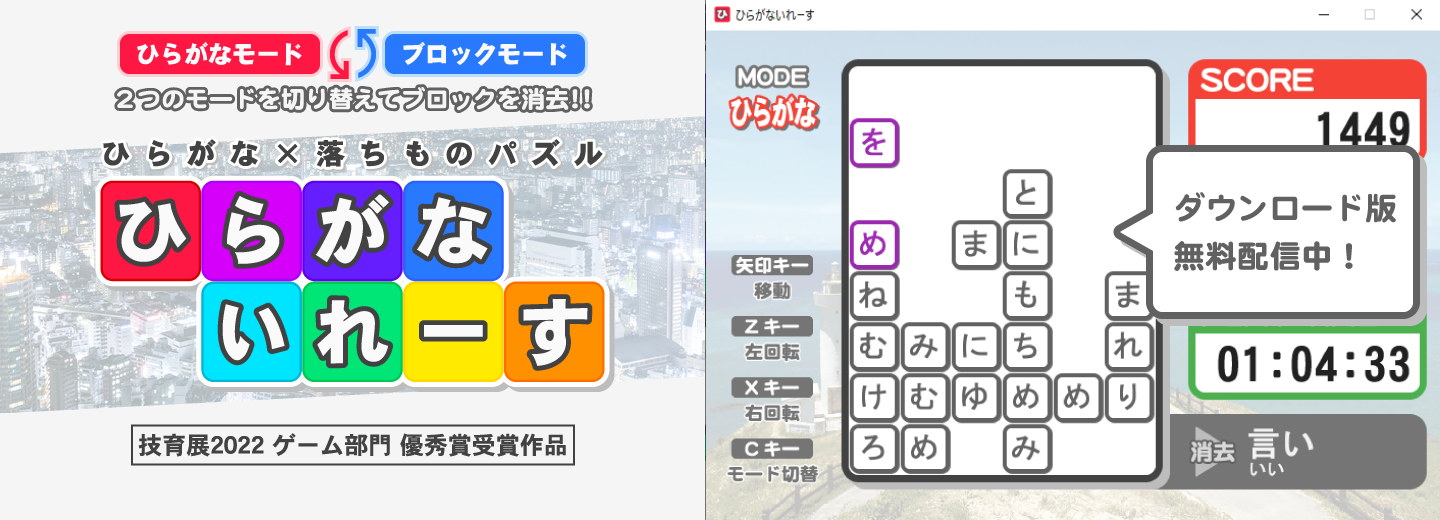 ひらがなモード
ブロックモード
2つのモードを切り替えてブロックを消去!!
ひらがな×落ちものパズル
ひらがな
いれーす
技育展2022 ゲーム部門 優秀賞受賞作品
ひ
ひらがないれーす
MODE
ひらがな
矢印キー
移動
Z キー
左回転
X キー
右回転
C キー
モード切替
を
と
め ま に
ね も ま
む み に ち れ
け む ゆ め め り
ろ め み
SCORE
1449
ダウンロード版
無料配信中！
01:04:33
消去
言い
いい